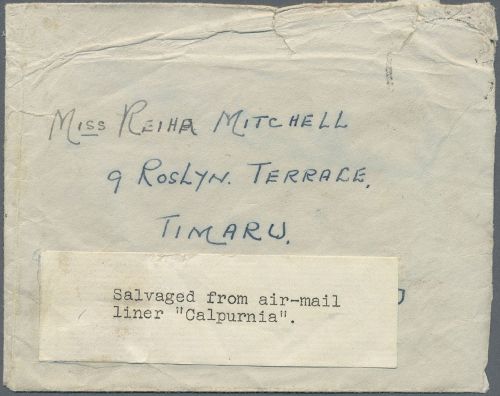 Miss REIHA MITCHELL
9 ROSLYN. TERRACE,
TIMARU.
Salvaged from air-mail
liner "Calpurnia".